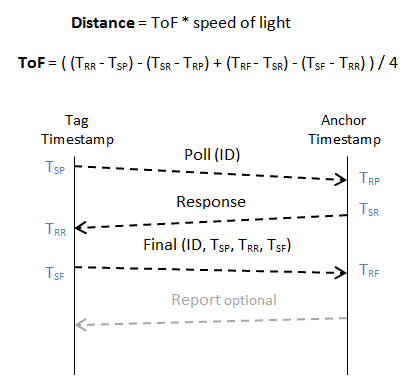 Distance = ToF * speed of light
ToF = ( (TRR - TSP) - (TSR - TRP) + (TRF - TSR) - (TSF - TRR) ) / 4
Tag
Timestamp
Anchor
Timestamp
Poll (ID)
TSP
TRP
Response
TSR
TRR
Final (ID, TSP, TRR, TSF)
TSF
TRF
Report optional